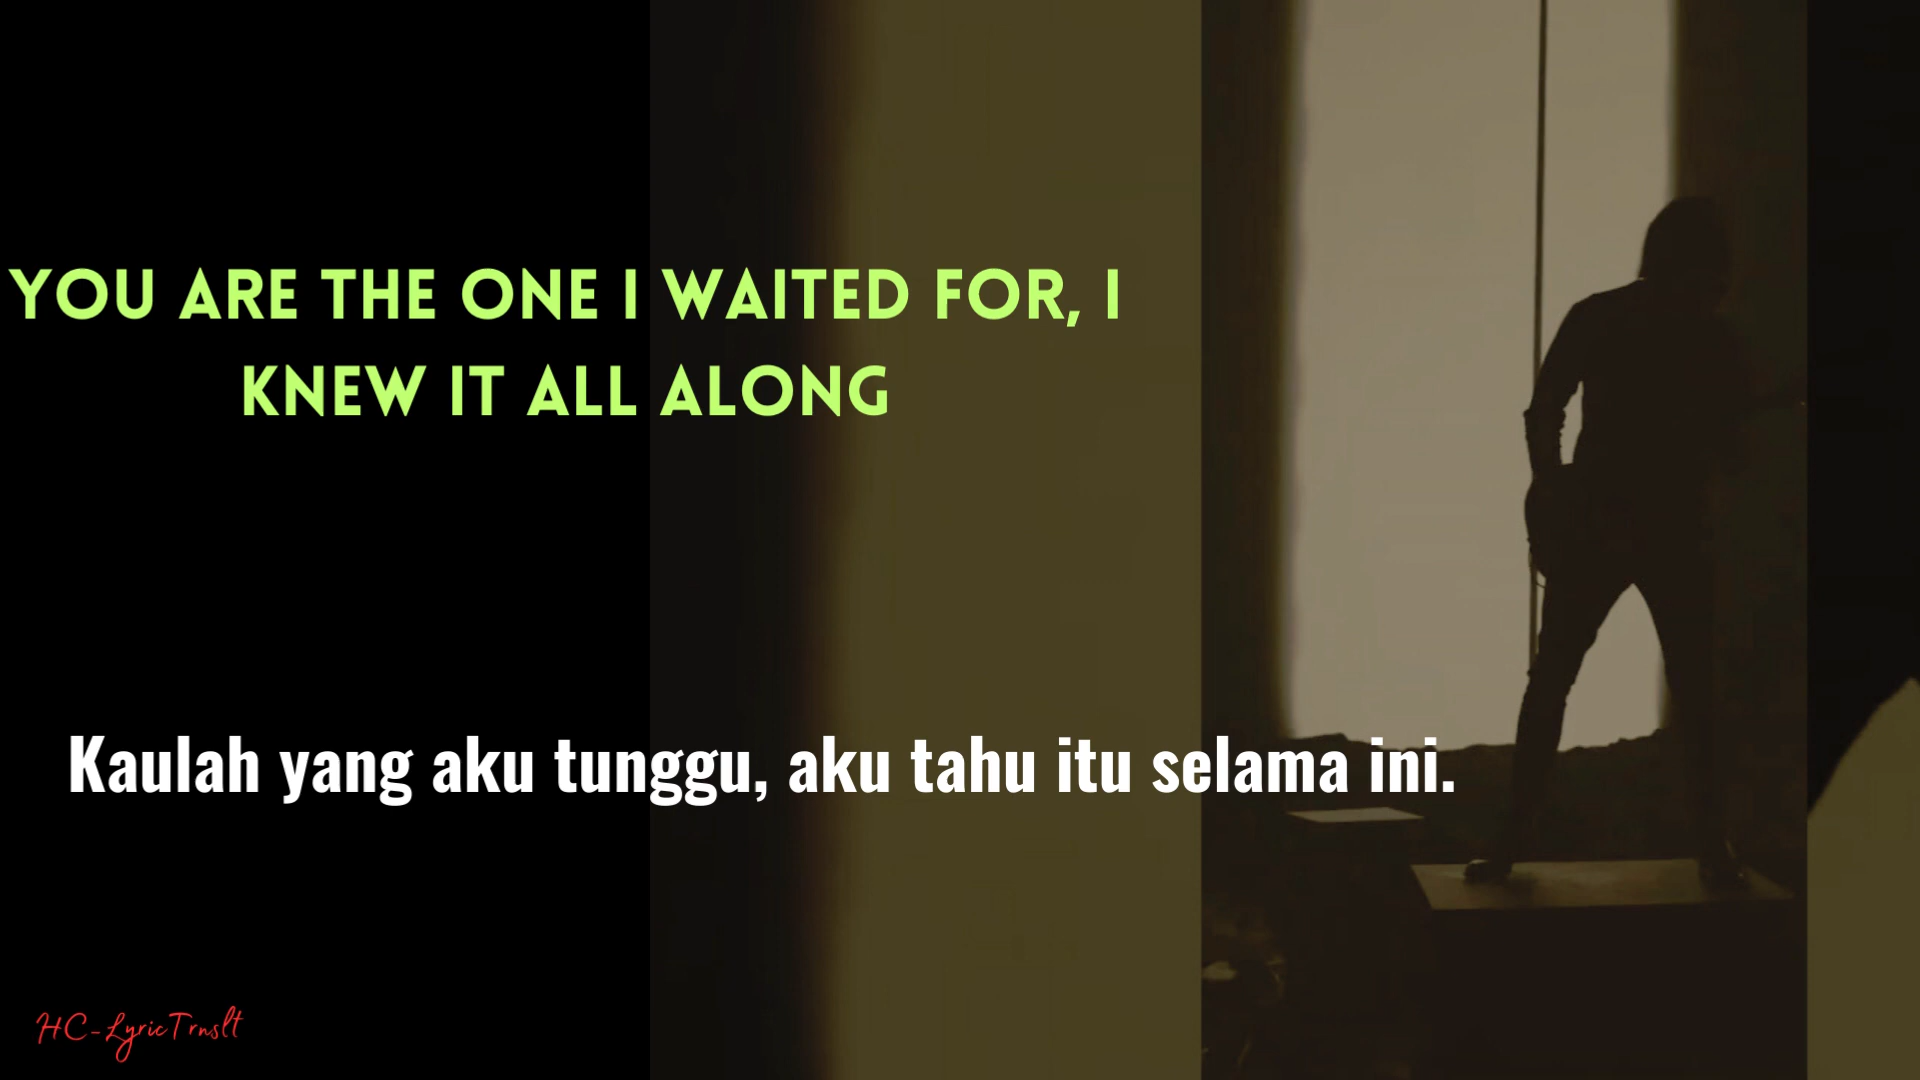 YOU ARE THE ONE I WAITED FOR, I
KNEW IT ALL ALONG
Kaulah yang aku tunggu, aku tahu itu selama ini.
HC-LyricTrnslt